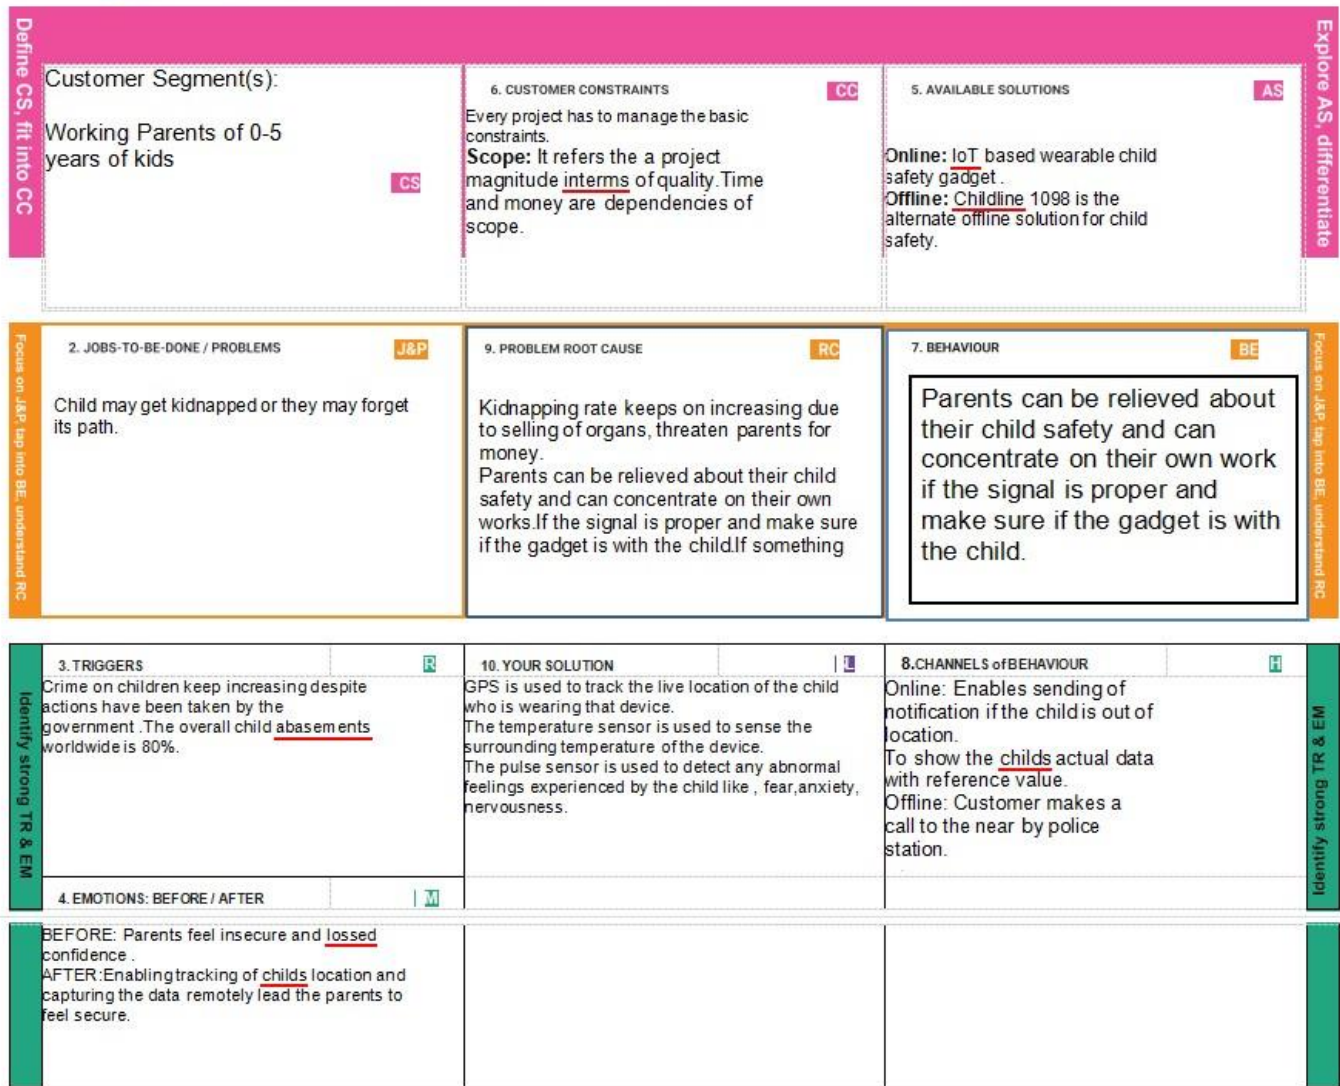 Define CS, fit into CC
Customer Segment(s):
Working Parents of 0-5
years of kids
CS
6. CUSTOMER CONSTRAINTS
CC
Every project has to manage the basic
constraints.
Scope: It refers the a project
magnitude interms of quality.Time
and money are dependencies of
scope.
5. AVAILABLE SOLUTIONS
AS
Online: IoT based wearable child
safety gadget .
Offline: Childline 1098 is the
alternate offline solution for child
safety.
Explore AS, differentiate
Focus on J&P, tap into BE, understand RC
2. JOBS-TO-BE-DONE / PROBLEMS
J&P
Child may get kidnapped or they may forget
its path.
9. PROBLEM ROOT CAUSE
RC
Kidnapping rate keeps on increasing due
to selling of organs, threaten parents for
money.
Parents can be relieved about their child
safety and can concentrate on their own
works.If the signal is proper and make sure
if the gadget is with the child.If something
7. BEHAVIOUR
BE
Parents can be relieved about
their child safety and can
concentrate on their own work
if the signal is proper and
make sure if the gadget is with
the child.
Focus on J&P, tap into BE, understand RC
Identify strong TR & EM
3. TRIGGERS
R
Crime on children keep increasing despite
actions have been taken by the
government .The overall child abasements
worldwide is 80%.
4. EMOTIONS: BEFORE / AFTER
M
BEFORE: Parents feel insecure and lossed
confidence .
AFTER:Enabling tracking of childs location and
capturing the data remotely lead the parents to
feel secure.
10. YOUR SOLUTION
L
GPS is used to track the live location of the child
who is wearing that device.
The temperature sensor is used to sense the
surrounding temperature of the device.
The pulse sensor is used to detect any abnormal
feelings experienced by the child like , fear,anxiety,
nervousness.
8.CHANNELS of BEHAVIOUR
H
Online: Enables sending of
notification if the child is out of
location.
To show the childs actual data
with reference value.
Offline: Customer makes a
call to the near by police
station.
Identify strong TR & EM